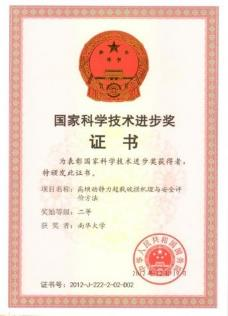 国家科学技术进步奖
证书
为表彰国家科学技术进步奖获得者，
特颁发此证书。
项目名称：高坝动静力超载破损机理与安全评
价方法
奖励等级：二等
获奖者：南华大学
证书号：2012-J-222-2-02-002